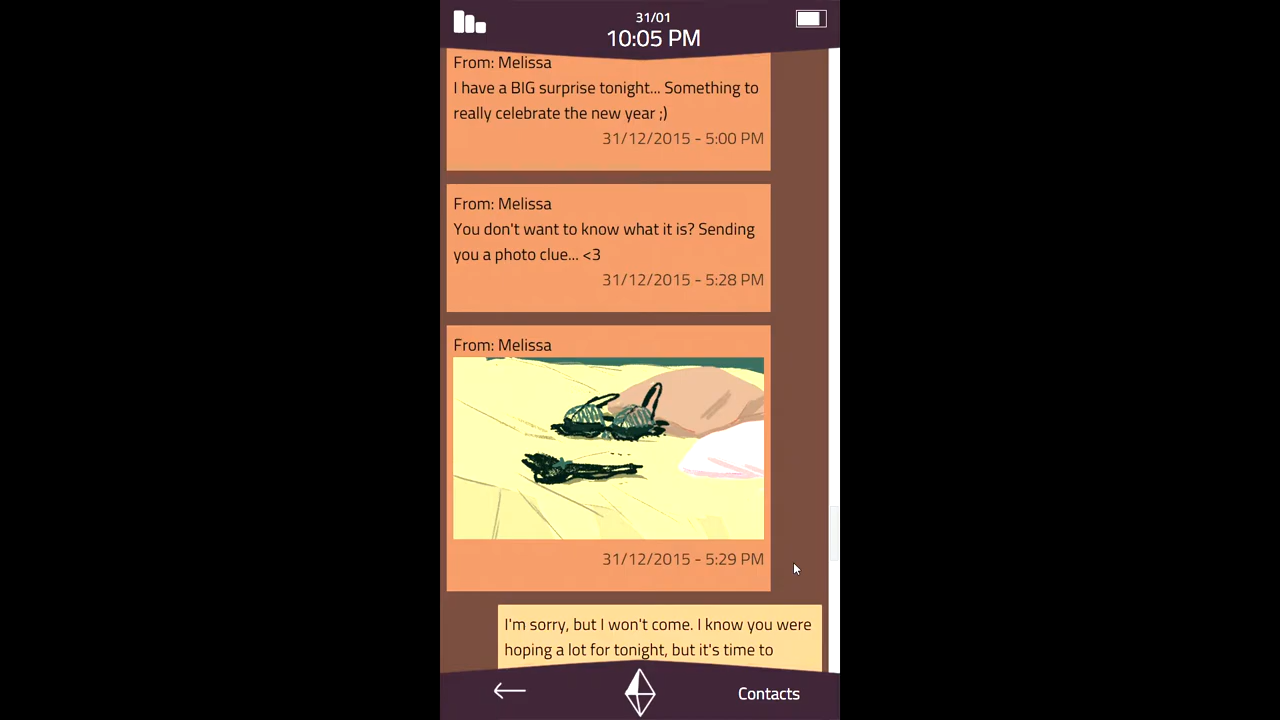 31/01
10:05 PM
From: Melissa
I have a BIG surprise tonight... Something to
really celebrate the new year ;)
31/12/2015 - 5:00 PM
From: Melissa
You don't want to know what it is? Sending
you a photo clue... <3
31/12/2015 - 5:28 PM
From: Melissa
31/12/2015 - 5:29 PM
I'm sorry, but I won't come. I know you were
hoping a lot for tonight, but it's time to
Contacts